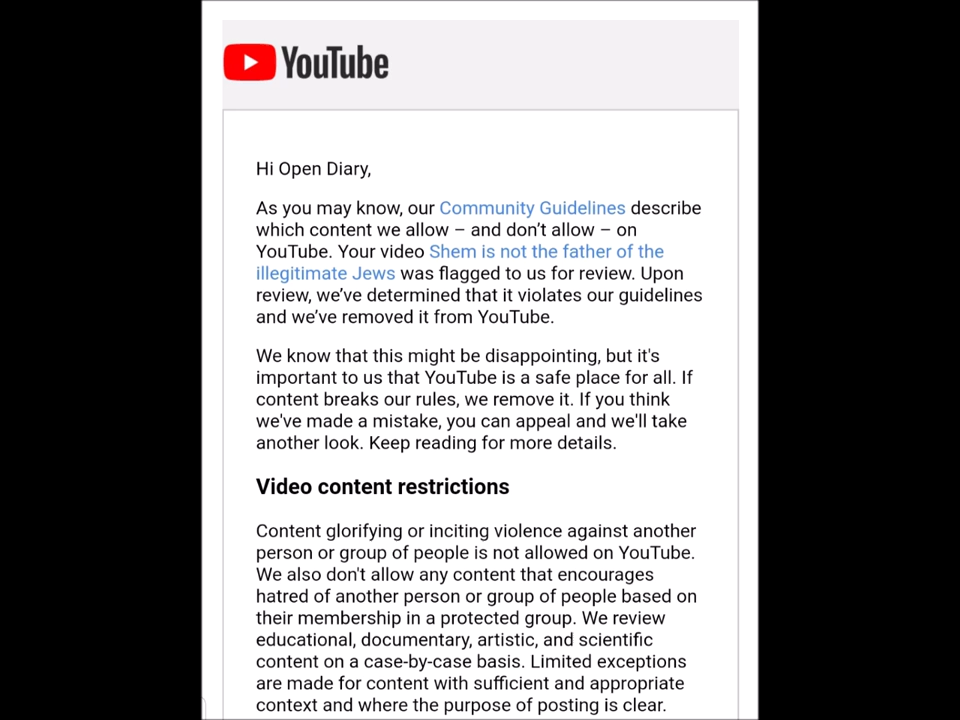 YouTube
Hi Open Diary,
As you may know, our Community Guidelines describe
which content we allow – and don't allow – on
YouTube. Your video Shem is not the father of the
illegitimate Jews was flagged to us for review. Upon
review, we've determined that it violates our guidelines
and we've removed it from YouTube.
We know that this might be disappointing, but it's
important to us that YouTube is a safe place for all. If
content breaks our rules, we remove it. If you think
we've made a mistake, you can appeal and we'll take
another look. Keep reading for more details.
Video content restrictions
Content glorifying or inciting violence against another
person or group of people is not allowed on YouTube.
We also don't allow any content that encourages
hatred of another person or group of people based on
their membership in a protected group. We review
educational, documentary, artistic, and scientific
content on a case-by-case basis. Limited exceptions
are made for content with sufficient and appropriate
context and where the purpose of posting is clear.